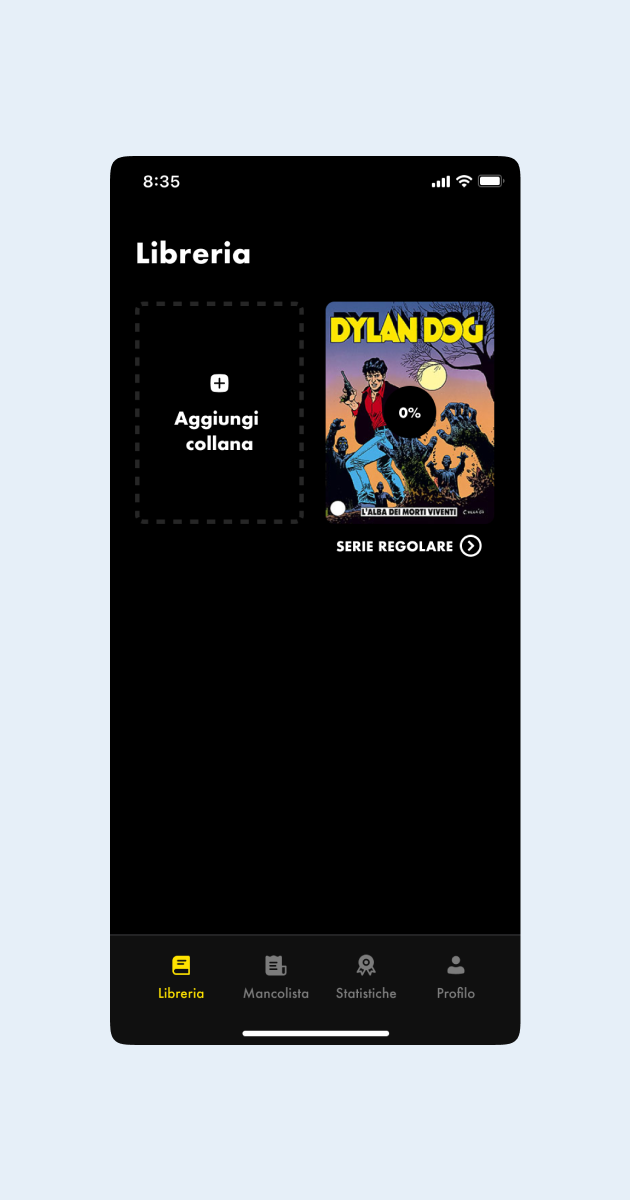 8:35
Libreria
Aggiungi
collana
DYLAN DOG
0%
L'ALBA DEI MORTI VIVENTI
SERIE REGOLARE
Libreria
Mancolista
Statistiche
Profilo